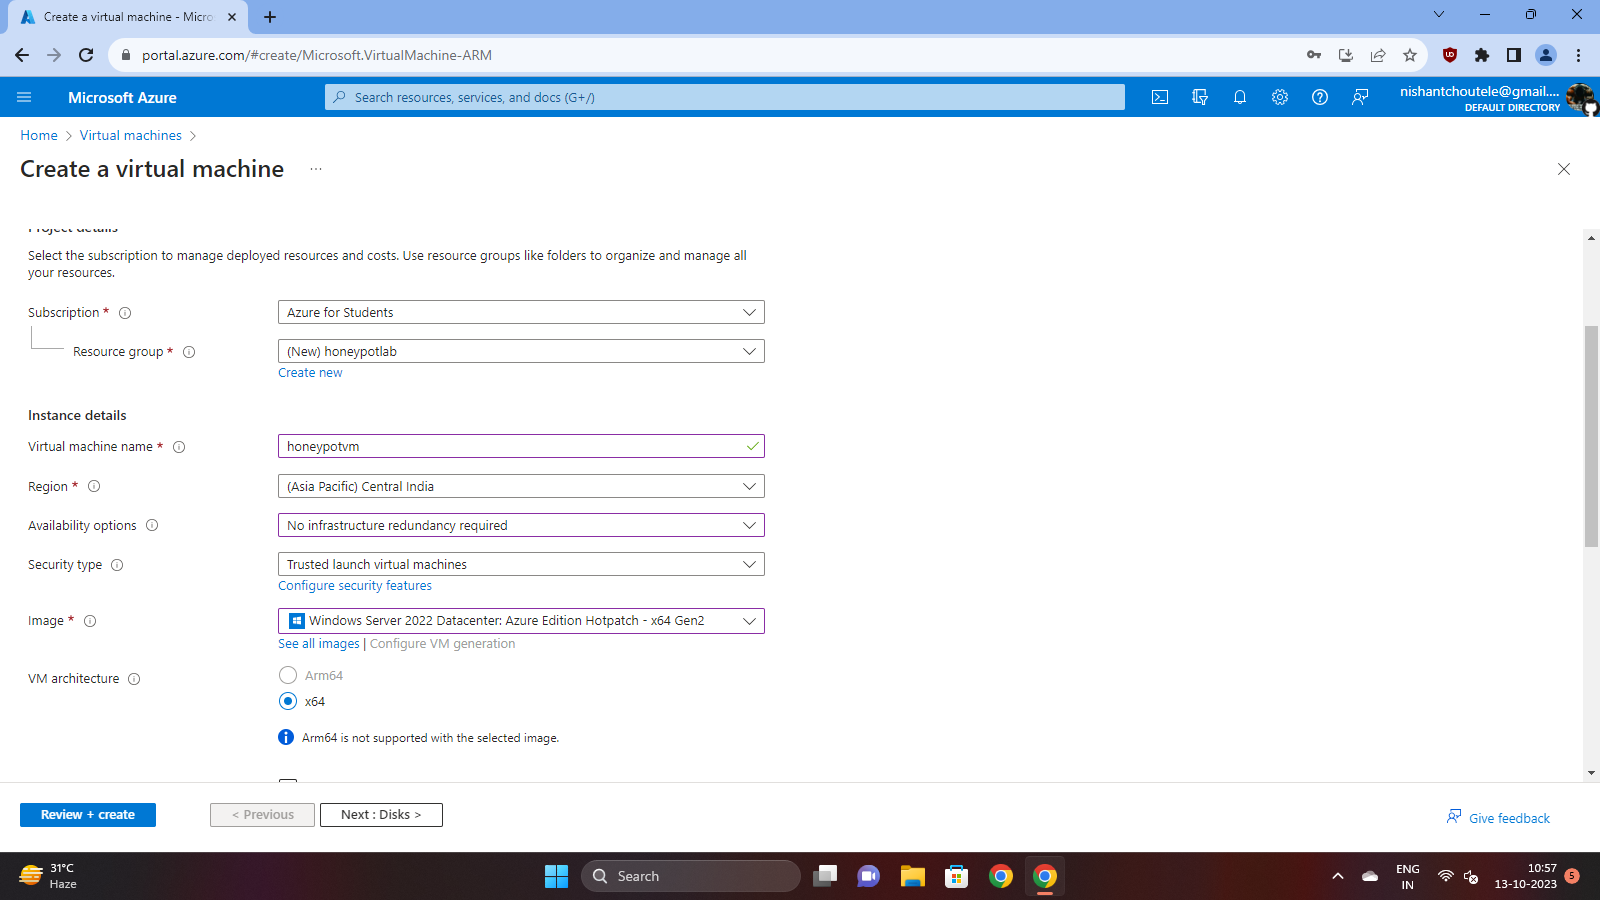 Create a virtual machine - Micro
portal.azure.com/#create/Microsoft.VirtualMachine-ARM
Microsoft Azure
Search resources, services, and docs (G+/)
nishantchoutele@gmail....
DEFAULT DIRECTORY
Home > Virtual machines >
Create a virtual machine ...
Project details
Select the subscription to manage deployed resources and costs. Use resource groups like folders to organize and manage all
your resources.
Subscription *
Azure for Students
Resource group *
(New) honeypotlab
Create new
Instance details
Virtual machine name *
honeypotvm
Region *
(Asia Pacific) Central India
Availability options
No infrastructure redundancy required
Security type
Trusted launch virtual machines
Configure security features
Image *
Windows Server 2022 Datacenter: Azure Edition Hotpatch - x64 Gen2
See all images | Configure VM generation
VM architecture
Arm64
x64
Arm64 is not supported with the selected image.
Review + create
< Previous
Next : Disks >
Give feedback
31°C
Haze
Search
ENG
IN
10:57
13-10-2023
5